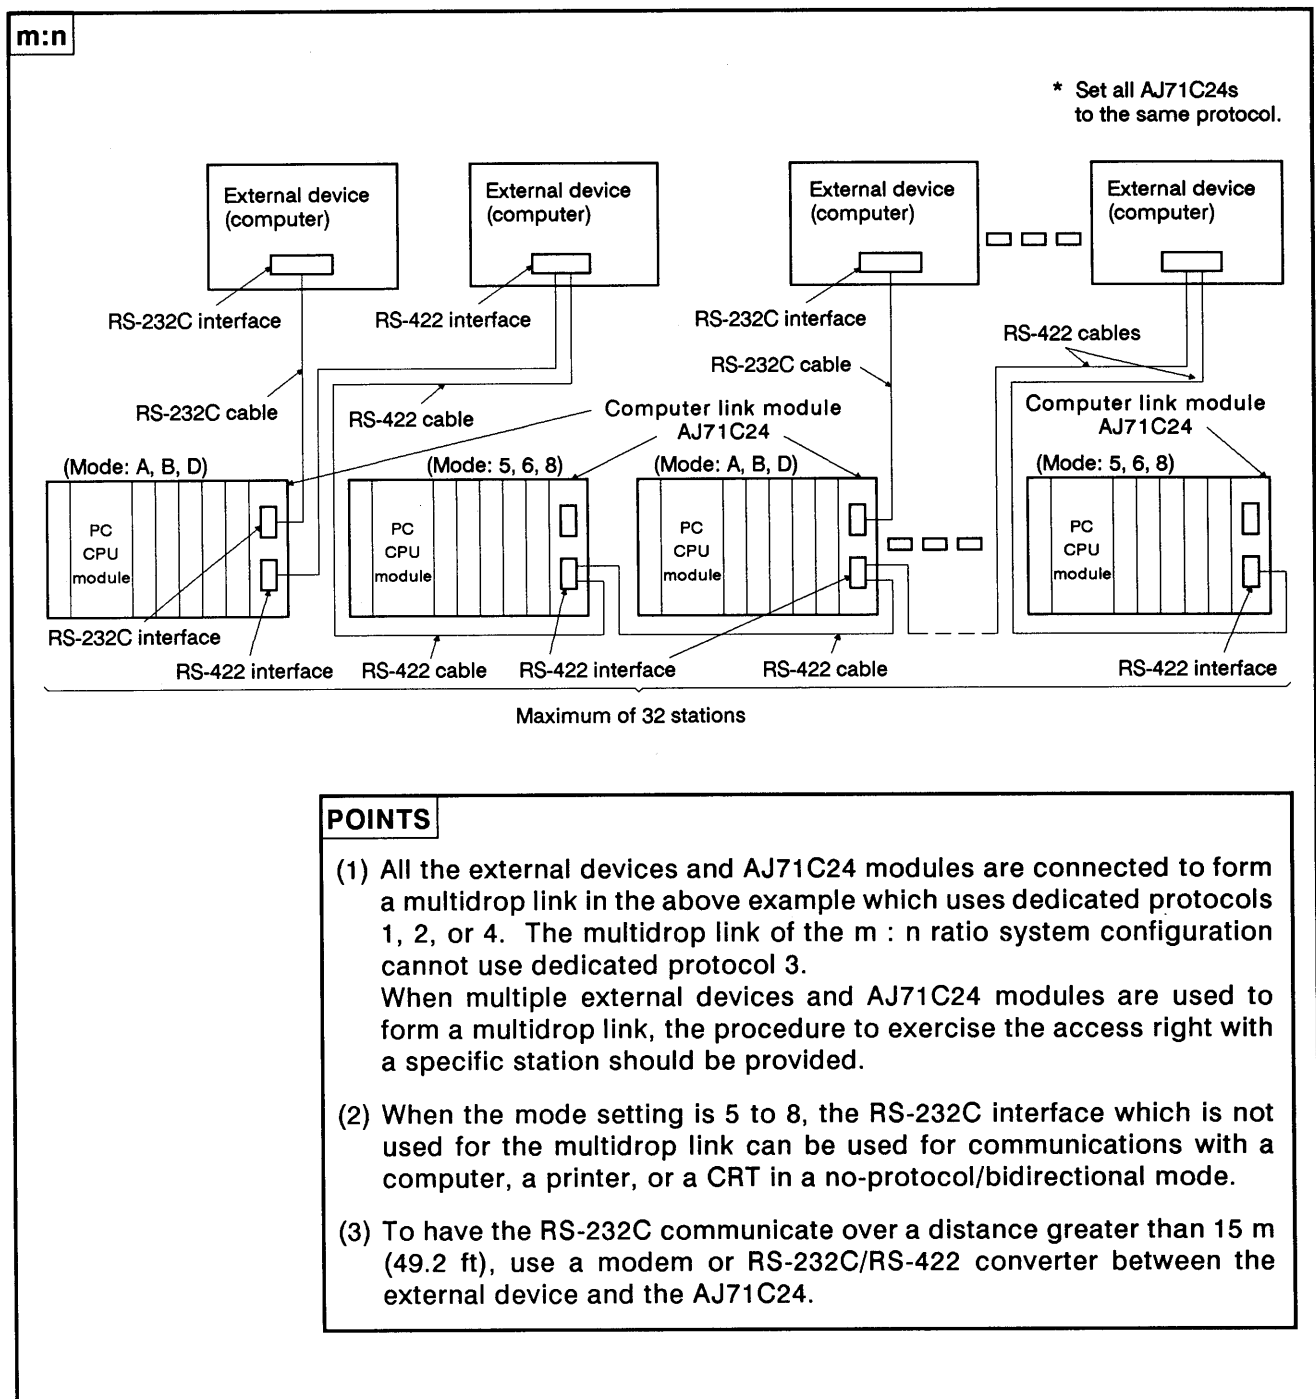 m:n
* Set all AJ71C24s
to the same protocol.
External device
(computer)
External device
(computer)
External device
(computer)
External device
(computer)
RS-232C interface
RS-422 interface
RS-232C interface
RS-422 cables
RS-232C cable
RS-232C cable
RS-422 cable
Computer link module
AJ71C24
Computer link module
AJ71C24
(Mode: A, B, D)
(Mode: 5, 6, 8)
(Mode: A, B, D)
(Mode: 5, 6, 8)
PC
CPU
module
PC
CPU
module
PC
CPU
module
PC
CPU
module
RS-232C interface
RS-422 interface
RS-422 cable
RS-422 interface
RS-422 cable
RS-422 interface
Maximum of 32 stations
POINTS
(1) All the external devices and AJ71C24 modules are connected to form
a multidrop link in the above example which uses dedicated protocols
1, 2, or 4. The multidrop link of the m : n ratio system configuration
cannot use dedicated protocol 3.
When multiple external devices and AJ71C24 modules are used to
form a multidrop link, the procedure to exercise the access right with
a specific station should be provided.
(2) When the mode setting is 5 to 8, the RS-232C interface which is not
used for the multidrop link can be used for communications with a
computer, a printer, or a CRT in a no-protocol/bidirectional mode.
(3) To have the RS-232C communicate over a distance greater than 15 m
(49.2 ft), use a modem or RS-232C/RS-422 converter between the
external device and the AJ71C24.